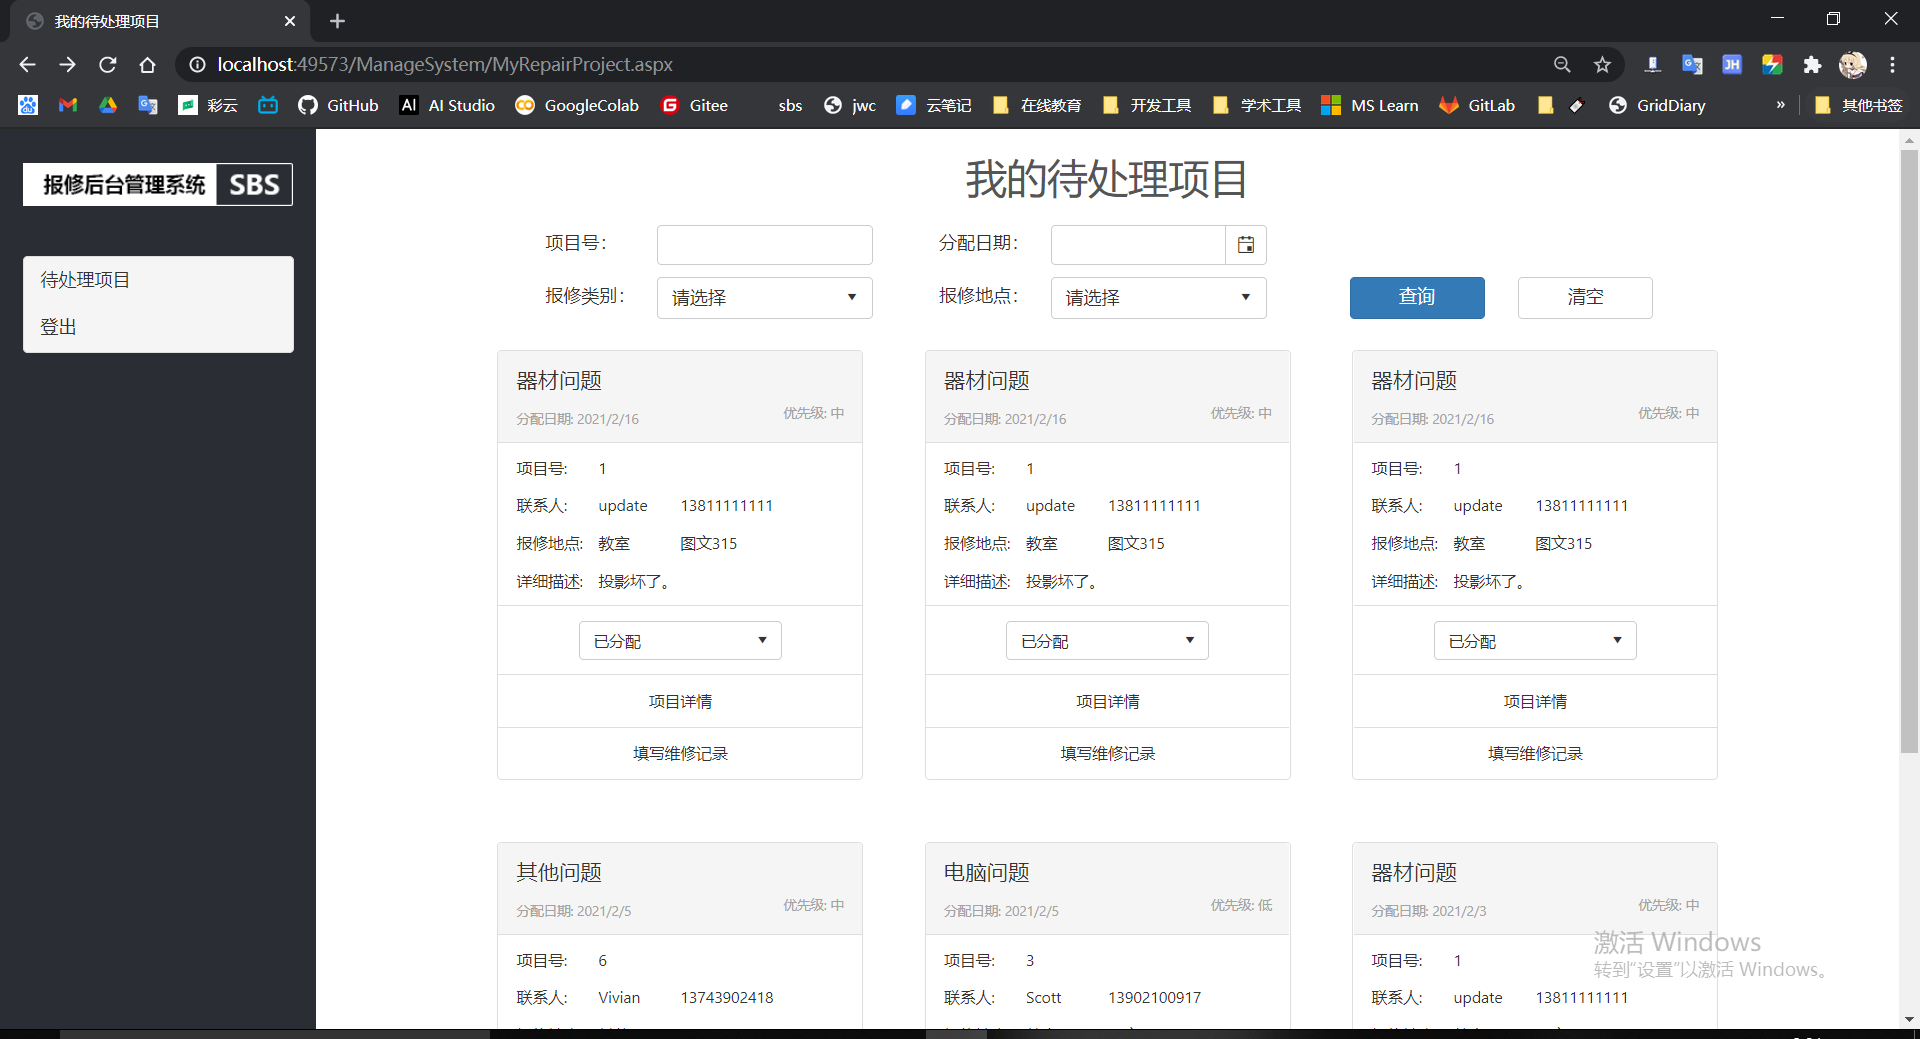 我的待处理项目
localhost:49573/ManageSystem/MyRepairProject.aspx
JH
彩云 GitHub AI AI Studio GoogleColab Gitee sbs jwc 云笔记 在线教育 开发工具 学术工具 MS Learn GitLab GridDiary » 其他书签
报修后台管理系统 SBS
待处理项目
登出
我的待处理项目
项目号: 分配日期:
报修类别: 请选择 报修地点: 请选择 查询 清空
器材问题
分配日期: 2021/2/16 优先级: 中
项目号: 1
联系人: update 13811111111
报修地点: 教室 图文315
详细描述: 投影坏了。
已分配
项目详情
填写维修记录
器材问题
分配日期: 2021/2/16 优先级: 中
项目号: 1
联系人: update 13811111111
报修地点: 教室 图文315
详细描述: 投影坏了。
已分配
项目详情
填写维修记录
器材问题
分配日期: 2021/2/16 优先级: 中
项目号: 1
联系人: update 13811111111
报修地点: 教室 图文315
详细描述: 投影坏了。
已分配
项目详情
填写维修记录
其他问题
分配日期: 2021/2/5 优先级: 中
项目号: 6
联系人: Vivian 13743902418
电脑问题
分配日期: 2021/2/5 优先级: 低
项目号: 3
联系人: Scott 13902100917
器材问题
分配日期: 2021/2/3 优先级: 中
项目号: 1
联系人: update 13811111111
激活 Windows
转到“设置”以激活 Windows。